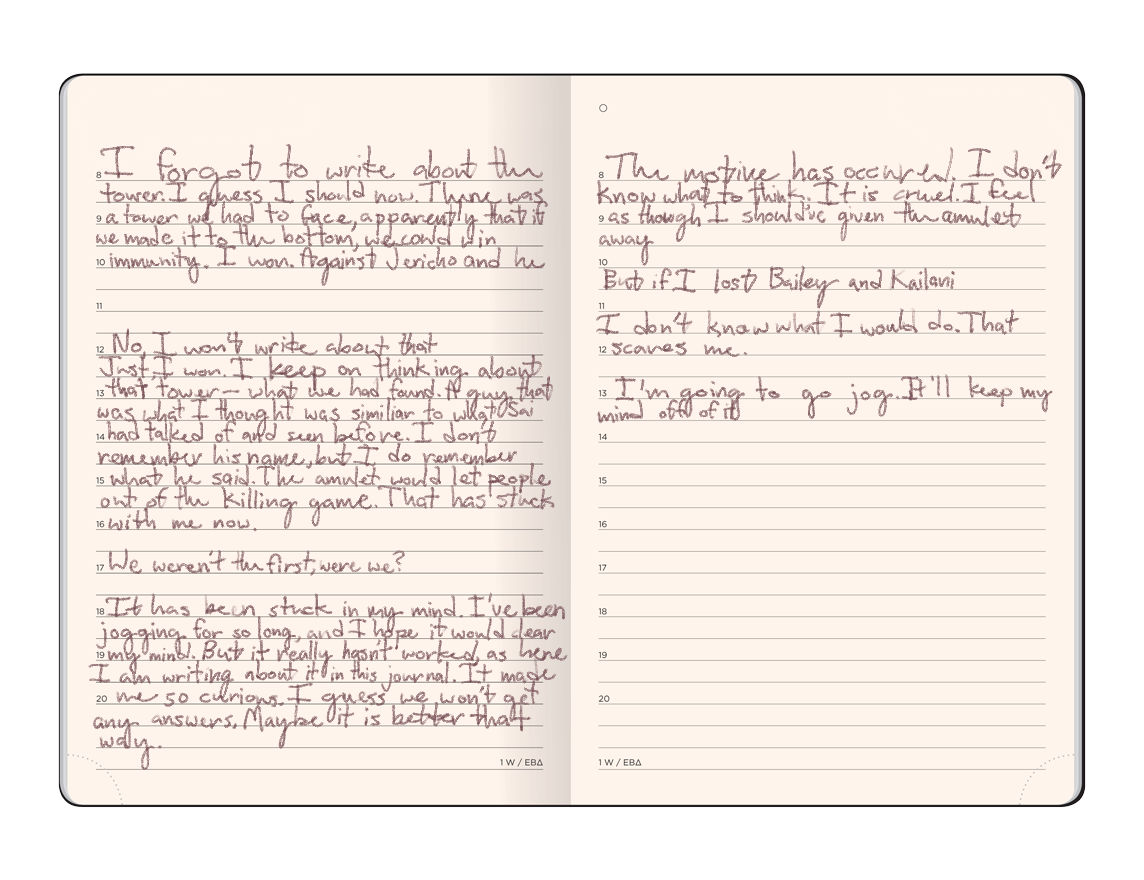 I forgot to write about the
8
tower. I guess I should now. There was
9 a tower we had to face, apparently that if
we made it to the bottom, we could win
10 immunity. I won. Against Jericho and he
11
12 No, I won't write about that
Just, I won. I keep on thinking about
13 that tower— what we had found. A guy that
was what I thought was similiar to what Sai
14 had talked of and seen before. I don't
remember his name, but I do remember
15 what he said. The amulet would let people
out of the killing game. That has stuck
16 with me now.
17 We weren't the first, were we?
18 It has been stuck in my mind. I've been
jogging for so long, and I hope it would clear
19 my mind. But it really hasn't worked, as here
I am writing about it in this journal. It made
20 me so curious. I guess we won't get
any answers. Maybe it is better that
way.
1 W / EBΔ
8 The motive has occured. I don't
know what to think. It is cruel. I feel
9 as though I should've given the amulet
away
10
But if I lost Bailey and Kailani
11
I don't know what I would do. That
12 scares me.
13 I'm going to go jog. It'll keep my
mind off of it
14
15
16
17
18
19
20
1 W / EBΔ